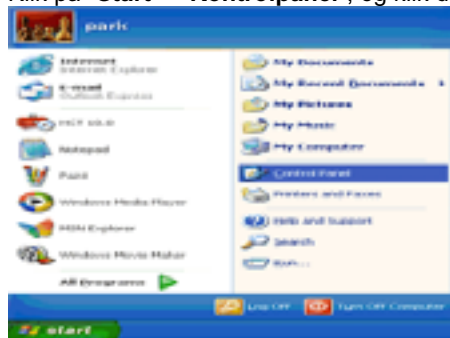 park
Internet
Internet Explorer
E-mail
Outlook Express
Notepad
Paint
Windows Media Player
MSN Explorer
Windows Movie Maker
All Programs
My Documents
My Recent Documents
My Pictures
My Music
My Computer
Control Panel
Printers and Faxes
Help and Support
Search
Run...
Log Off
Turn Off Computer
start